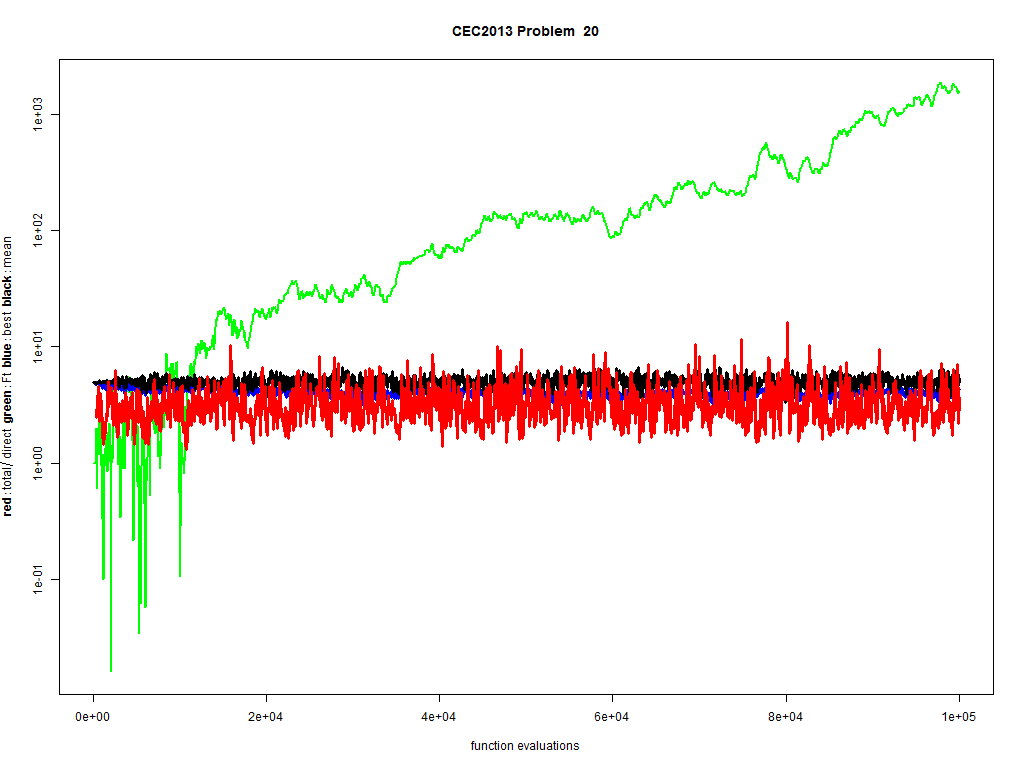 CEC2013 Problem  20
red : total/ direct  green : Ft  blue : best  black : mean
1e+03
1e+02
1e+01
1e+00
1e-01
0e+00
2e+04
4e+04
6e+04
8e+04
1e+05
function evaluations